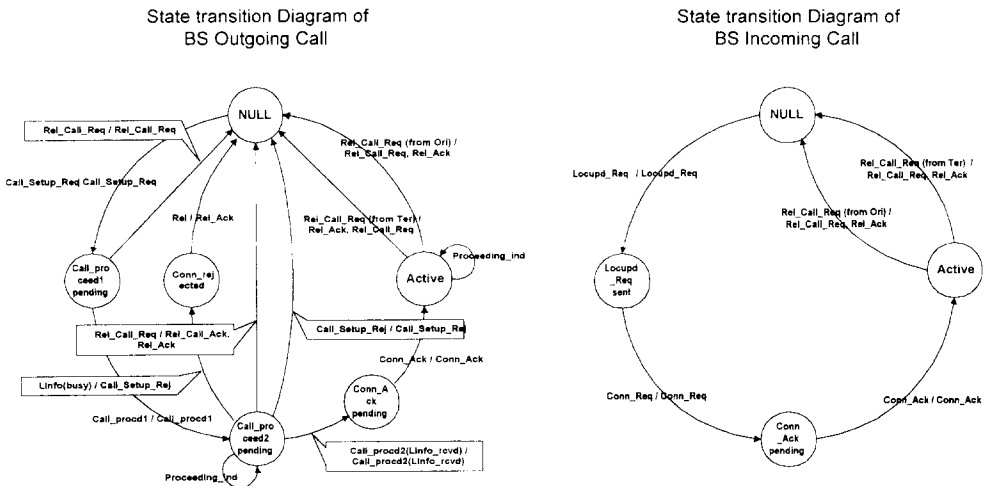 State transition Diagram of
BS Outgoing Call
NULL
Rel_Call_Req / Rel_Call_Req
Call_Setup_Req Call_Setup_Req
Rel / Rel_Ack
Rel_Call_Req (from Ori) /
Rel_Call_Req, Rel_Ack
Rel_Call_Req (from Ter) /
Rel_Ack, Rel_Call_Req
Proceeding_ind
Call_pro
ceed1
pending
Conn_rej
ected
Active
Rel_Call_Req / Rel_Call_Ack,
Rel_Ack
Call_Setup_Rej / Call_Setup_Rej
Conn_Ack / Conn_Ack
Linfo(busy) / Call_Setup_Rej
Conn_A
ck
pending
Call_procd1 / Call_procd1
Call_pro
ceed2
pending
Call_procd2(Linfo_rcvd) /
Call_procd2(Linfo_rcvd)
Proceeding_ind
State transition Diagram of
BS Incoming Call
NULL
Locupd_Req / Locupd_Req
Rel_Call_Req (from Ter) /
Rel_Call_Req, Rel_Ack
Rel_Call_Req (from Ori) /
Rel_Call_Req, Rel_Ack
Locupd
_Req
sent
Active
Conn_Req / Conn_Req
Conn_Ack / Conn_Ack
Conn
_Ack
pending